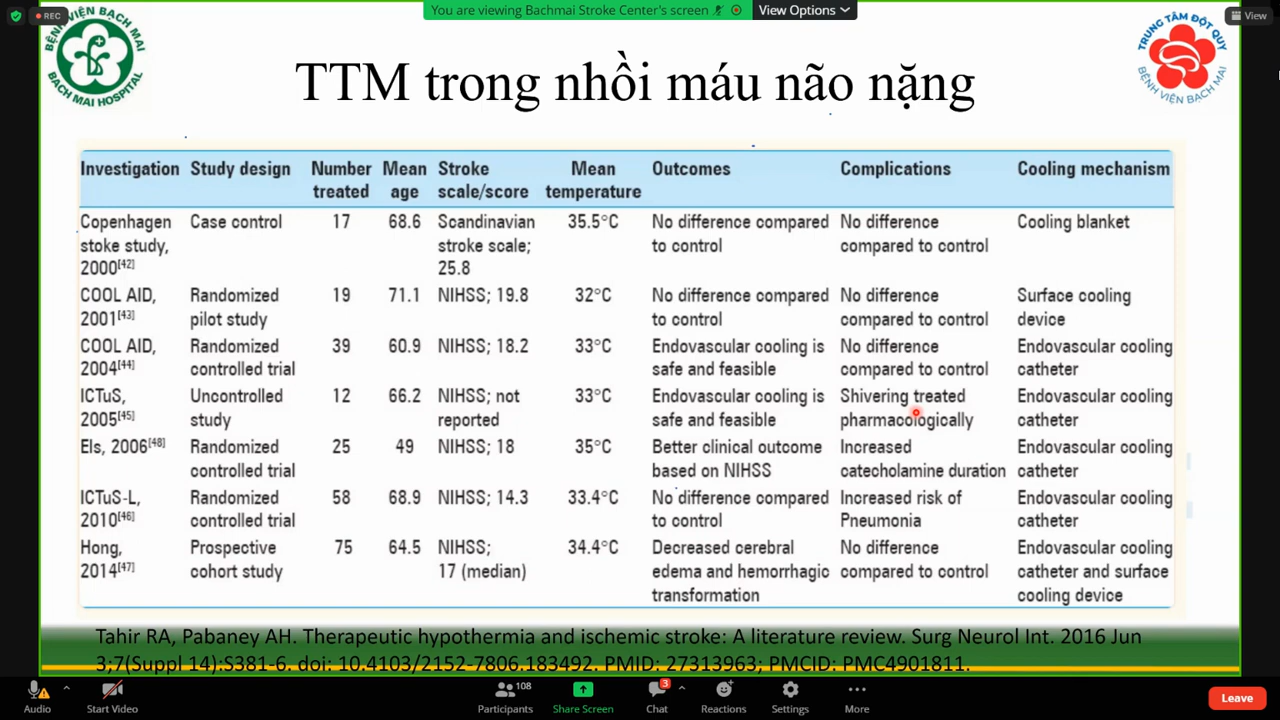 REC
You are viewing Bachmai Stroke Center's screen
View Options
View
BỆNH VIỆN BẠCH MAI
BACH MAI HOSPITAL
TRUNG TÂM ĐỘT QUỴ
BỆNH VIỆN BẠCH MAI
TTM trong nhồi máu não nặng
Investigation Study design Number treated Mean age Stroke scale/score Mean temperature Outcomes Complications Cooling mechanism
Copenhagen stoke study, 2000[42] Case control 17 68.6 Scandinavian stroke scale; 25.8 35.5°C No difference compared to control No difference compared to control Cooling blanket
COOL AID, 2001[43] Randomized pilot study 19 71.1 NIHSS; 19.8 32°C No difference compared to control No difference compared to control Surface cooling device
COOL AID, 2004[44] Randomized controlled trial 39 60.9 NIHSS; 18.2 33°C Endovascular cooling is safe and feasible No difference compared to control Endovascular cooling catheter
ICTuS, 2005[45] Uncontrolled study 12 66.2 NIHSS; not reported 33°C Endovascular cooling is safe and feasible Shivering treated pharmacologically Endovascular cooling catheter
Els, 2006[48] Randomized controlled trial 25 49 NIHSS; 18 35°C Better clinical outcome based on NIHSS Increased catecholamine duration Endovascular cooling catheter
ICTuS-L, 2010[46] Randomized controlled trial 58 68.9 NIHSS; 14.3 33.4°C No difference compared to control Increased risk of Pneumonia Endovascular cooling catheter
Hong, 2014[47] Prospective cohort study 75 64.5 NIHSS; 17 (median) 34.4°C Decreased cerebral edema and hemorrhagic transformation No difference compared to control Endovascular cooling catheter and surface cooling device
Tahir RA, Pabaney AH. Therapeutic hypothermia and ischemic stroke: A literature review. Surg Neurol Int. 2016 Jun
3;7(Suppl 14):S381-6. doi: 10.4103/2152-7806.183492. PMID: 27313963; PMCID: PMC4901811.
Audio
Start Video
108
Participants
Share Screen
3
Chat
Reactions
Settings
More
Leave